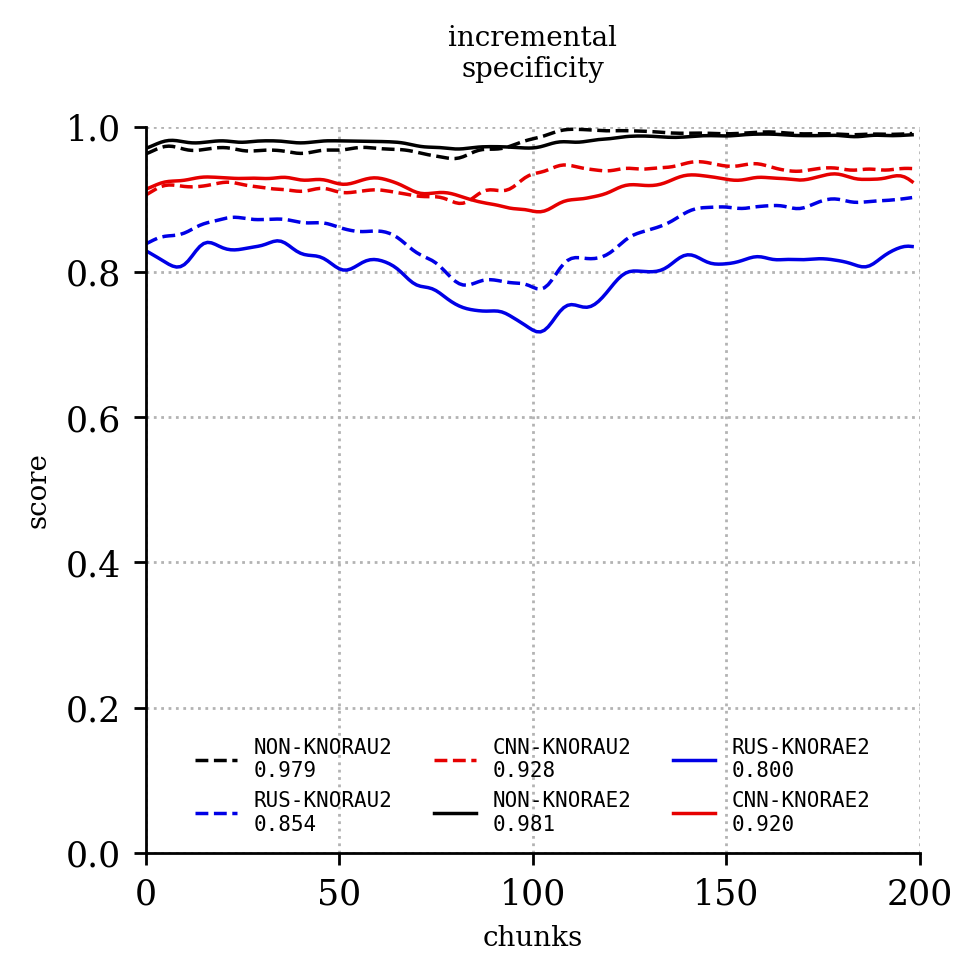 incremental
specificity
1.0
0.8
0.6
0.4
0.2
0.0
score
NON-KNORAU2
0.979
RUS-KNORAU2
0.854
CNN-KNORAU2
0.928
NON-KNORAE2
0.981
RUS-KNORAE2
0.800
CNN-KNORAE2
0.920
0 50 100 150 200
chunks